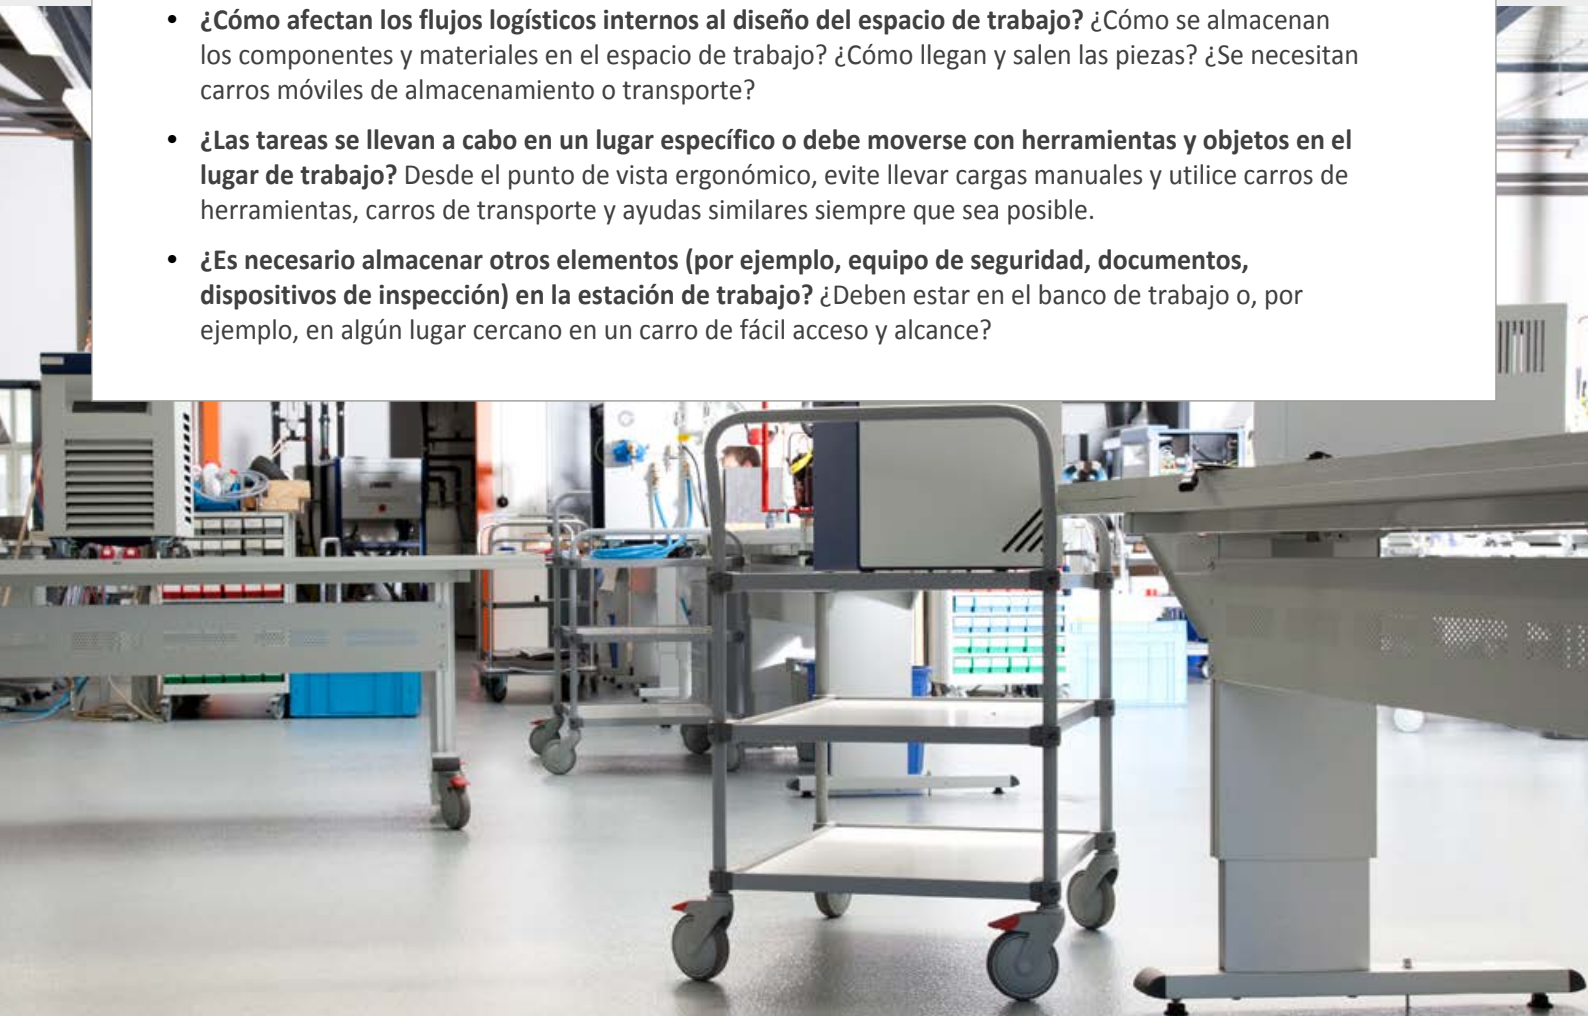 • ¿Cómo afectan los flujos logísticos internos al diseño del espacio de trabajo? ¿Cómo se almacenan
los componentes y materiales en el espacio de trabajo? ¿Cómo llegan y salen las piezas? ¿Se necesitan
carros móviles de almacenamiento o transporte?
• ¿Las tareas se llevan a cabo en un lugar específico o debe moverse con herramientas y objetos en el
lugar de trabajo? Desde el punto de vista ergonómico, evite llevar cargas manuales y utilice carros de
herramientas, carros de transporte y ayudas similares siempre que sea posible.
• ¿Es necesario almacenar otros elementos (por ejemplo, equipo de seguridad, documentos,
dispositivos de inspección) en la estación de trabajo? ¿Deben estar en el banco de trabajo o, por
ejemplo, en algún lugar cercano en un carro de fácil acceso y alcance?